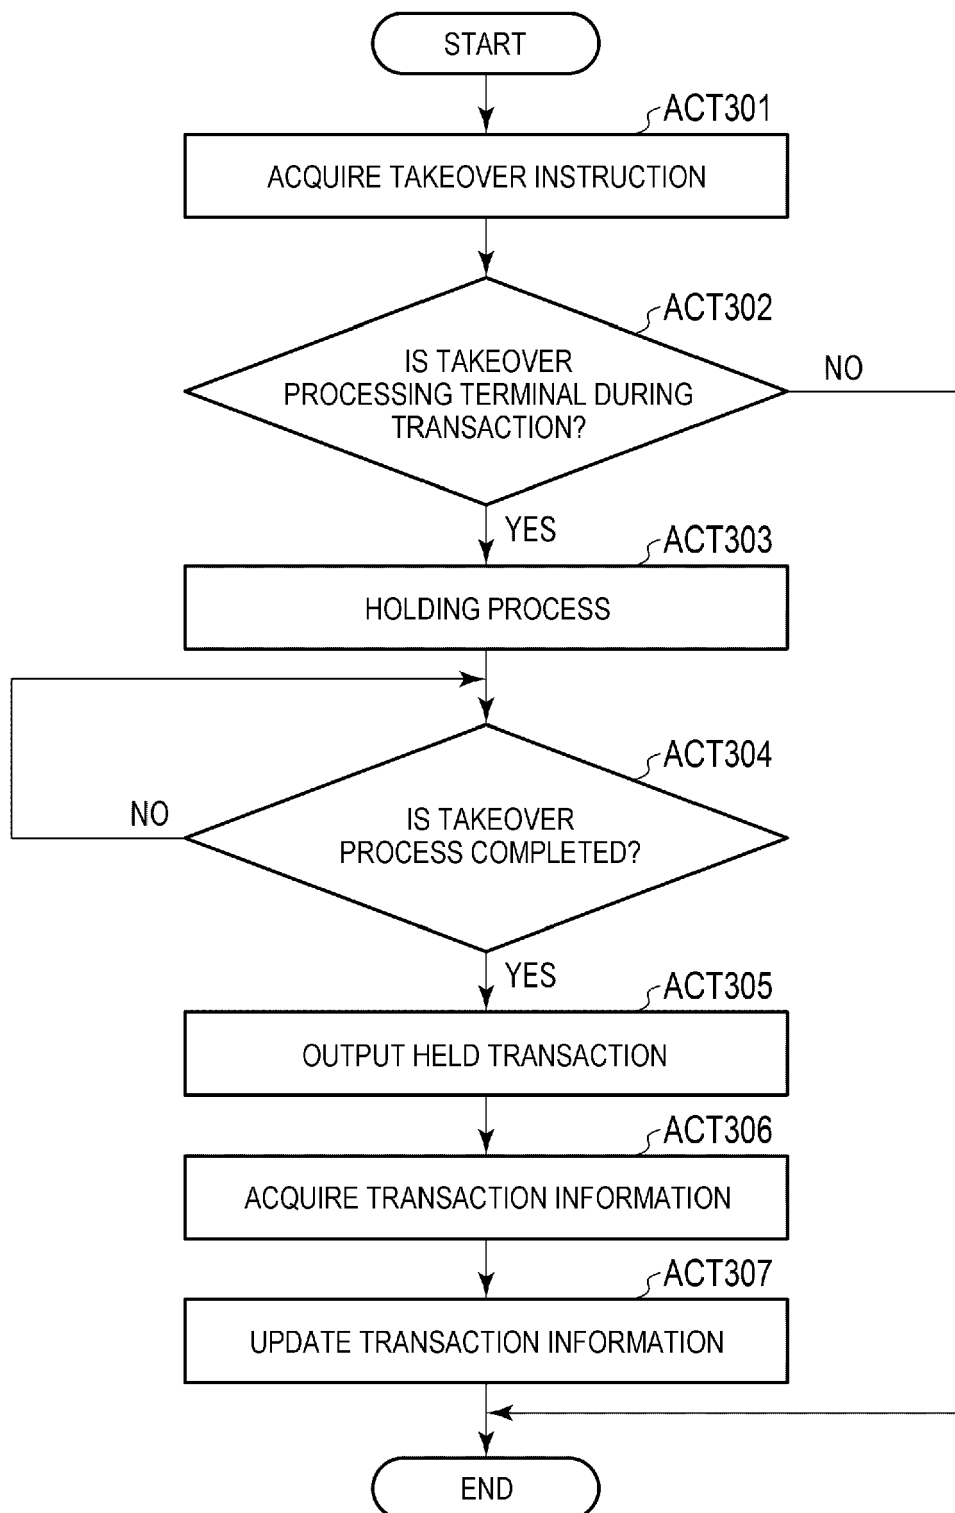 START
ACT301
ACQUIRE TAKEOVER INSTRUCTION
ACT302
IS TAKEOVER
PROCESSING TERMINAL DURING
TRANSACTION?
NO
YES
ACT303
HOLDING PROCESS
ACT304
IS TAKEOVER
PROCESS COMPLETED?
NO
YES
ACT305
OUTPUT HELD TRANSACTION
ACT306
ACQUIRE TRANSACTION INFORMATION
ACT307
UPDATE TRANSACTION INFORMATION
END